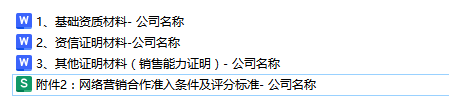 1、基础资质材料- 公司名称
2、资信证明材料-公司名称
3、其他证明材料（销售能力证明）- 公司名称
附件2：网络营销合作准入条件及评分标准- 公司名称